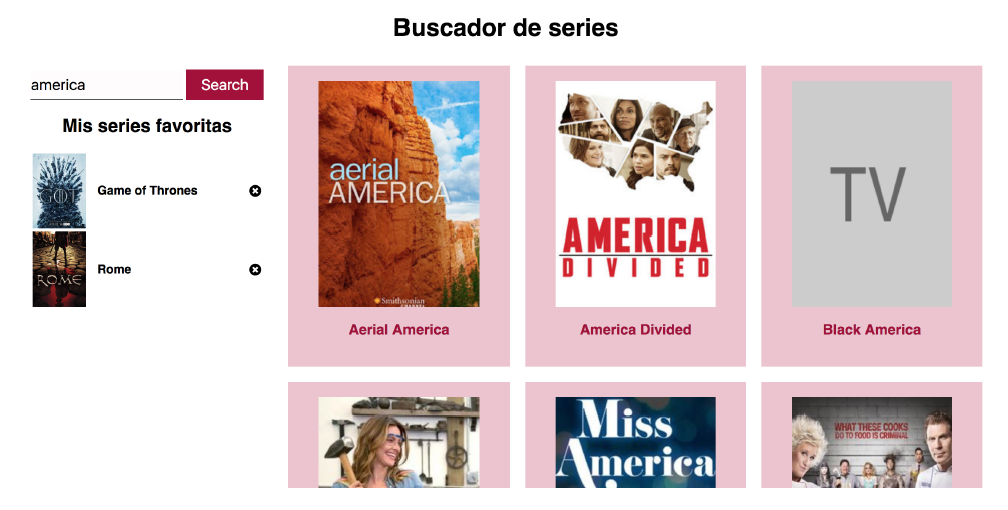 Buscador de series
america
Search
Mis series favoritas
GOT
Game of Thrones
ROME
Rome
aerial
AMERICA
Smithsonian
CHANNEL
Aerial America
AMERICA
DIVIDED
America Divided
TV
Black America
Miss
America
WHAT THESE COOKS
DO TO FOOD IS CRIMINAL